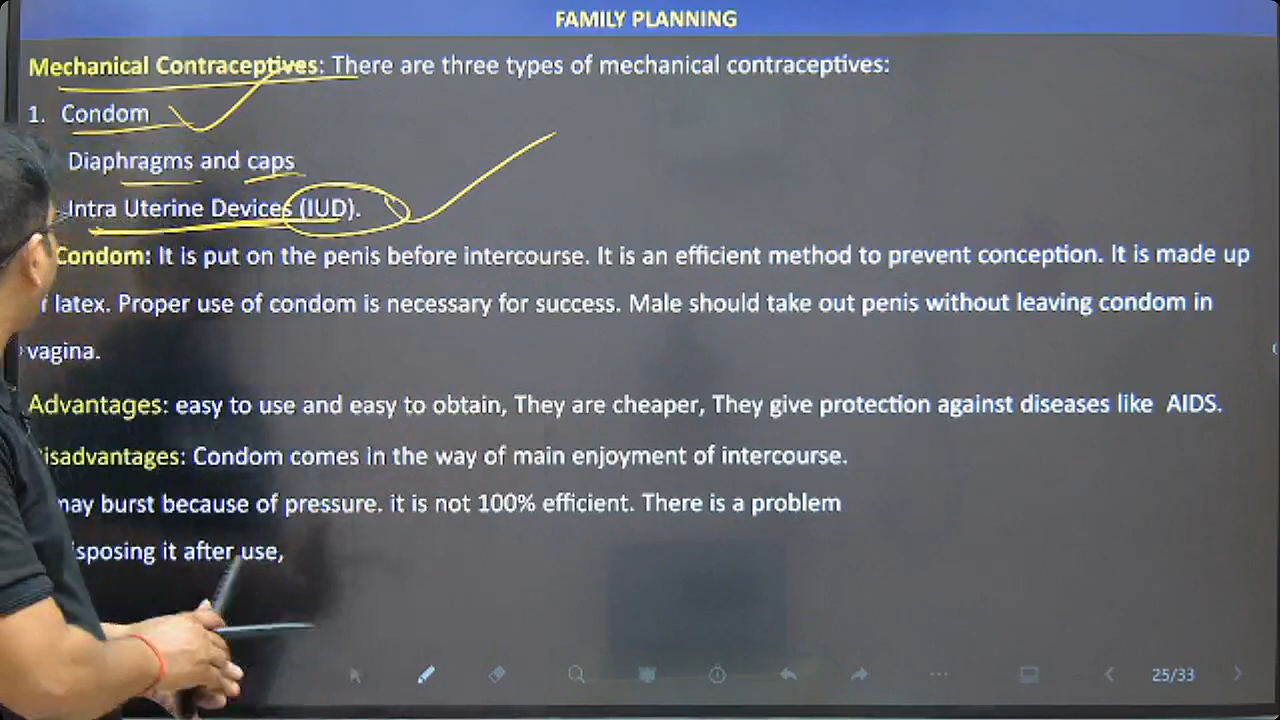 FAMILY PLANNING
Mechanical Contraceptives: There are three types of mechanical contraceptives:
1. Condom
Diaphragms and caps
Intra Uterine Devices (IUD).
Condom: It is put on the penis before intercourse. It is an efficient method to prevent conception. It is made up
latex. Proper use of condom is necessary for success. Male should take out penis without leaving condom in
vagina.
Advantages: easy to use and easy to obtain, They are cheaper, They give protection against diseases like AIDS.
isadvantages: Condom comes in the way of main enjoyment of intercourse.
may burst because of pressure. it is not 100% efficient. There is a problem
isposing it after use,
25/33